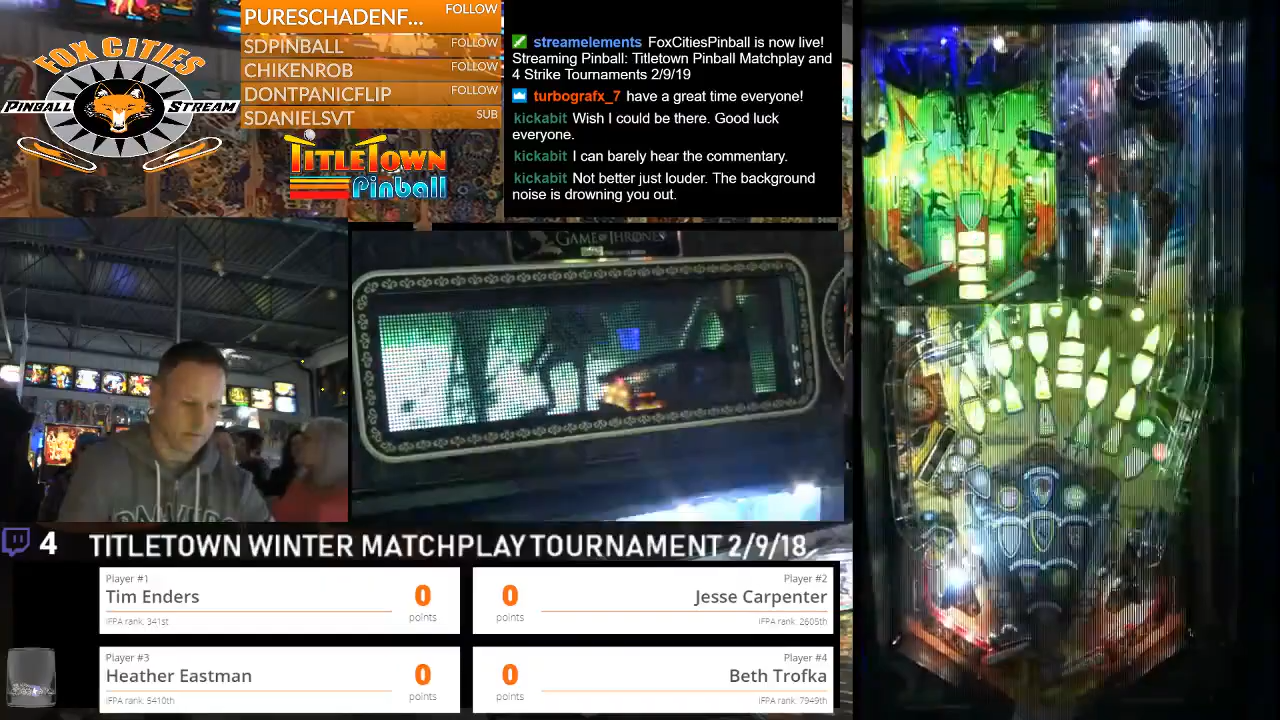 FOX CITIES
PINBALL STREAM
PURESCHADENF... FOLLOW
SDPINBALL FOLLOW
CHIKENROB FOLLOW
DONTPANICFLIP FOLLOW
SDANIELSVT SUB
TITLETOWN
Pinball
streamelements FoxCitiesPinball is now live!
Streaming Pinball: Titletown Pinball Matchplay and
4 Strike Tournaments 2/9/19
turbografx_7 have a great time everyone!
kickabit Wish I could be there. Good luck
everyone.
kickabit I can barely hear the commentary.
kickabit Not better just louder. The background
noise is drowning you out.
GAME OF THRONES
4 TITLETOWN WINTER MATCHPLAY TOURNAMENT 2/9/18
Player #1
Tim Enders
IFPA rank: 341st
0
points
Player #2
Jesse Carpenter
IFPA rank: 2605th
0
points
Player #3
Heather Eastman
IFPA rank: 5410th
0
points
Player #4
Beth Trofka
IFPA rank: 7949th
0
points